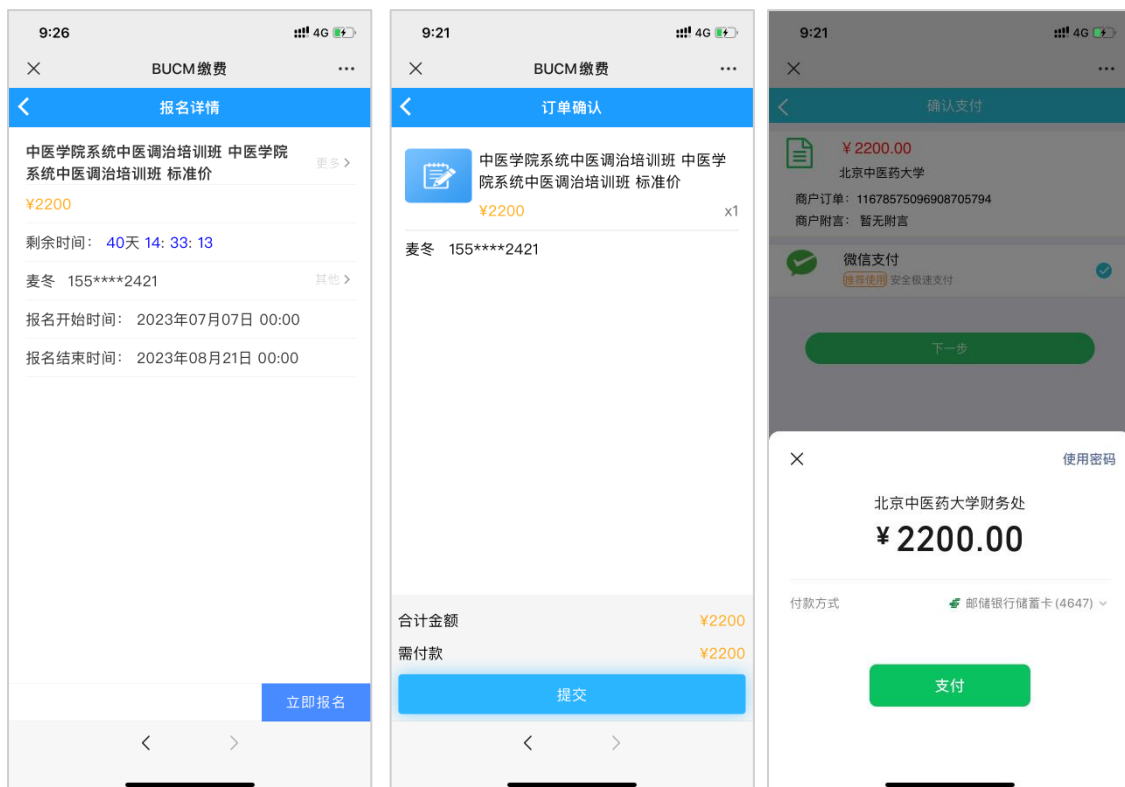 9:26
4G
BUCM缴费
报名详情
中医学院系统中医调治培训班 中医学院
系统中医调治培训班 标准价
更多
¥2200
剩余时间： 40天 14: 33: 13
麦冬 155****2421
其他
报名开始时间： 2023年07月07日 00:00
报名结束时间： 2023年08月21日 00:00
立即报名
9:21
4G
BUCM缴费
订单确认
中医学院系统中医调治培训班 中医学
院系统中医调治培训班 标准价
¥2200
x1
麦冬 155****2421
合计金额
¥2200
需付款
¥2200
提交
9:21
4G
确认支付
¥ 2200.00
北京中医药大学
商户订单： 11678575096908705794
商户附言： 暂无附言
微信支付
推荐使用 安全极速支付
下一步
使用密码
北京中医药大学财务处
¥ 2200.00
付款方式
邮储银行储蓄卡(4647)
支付